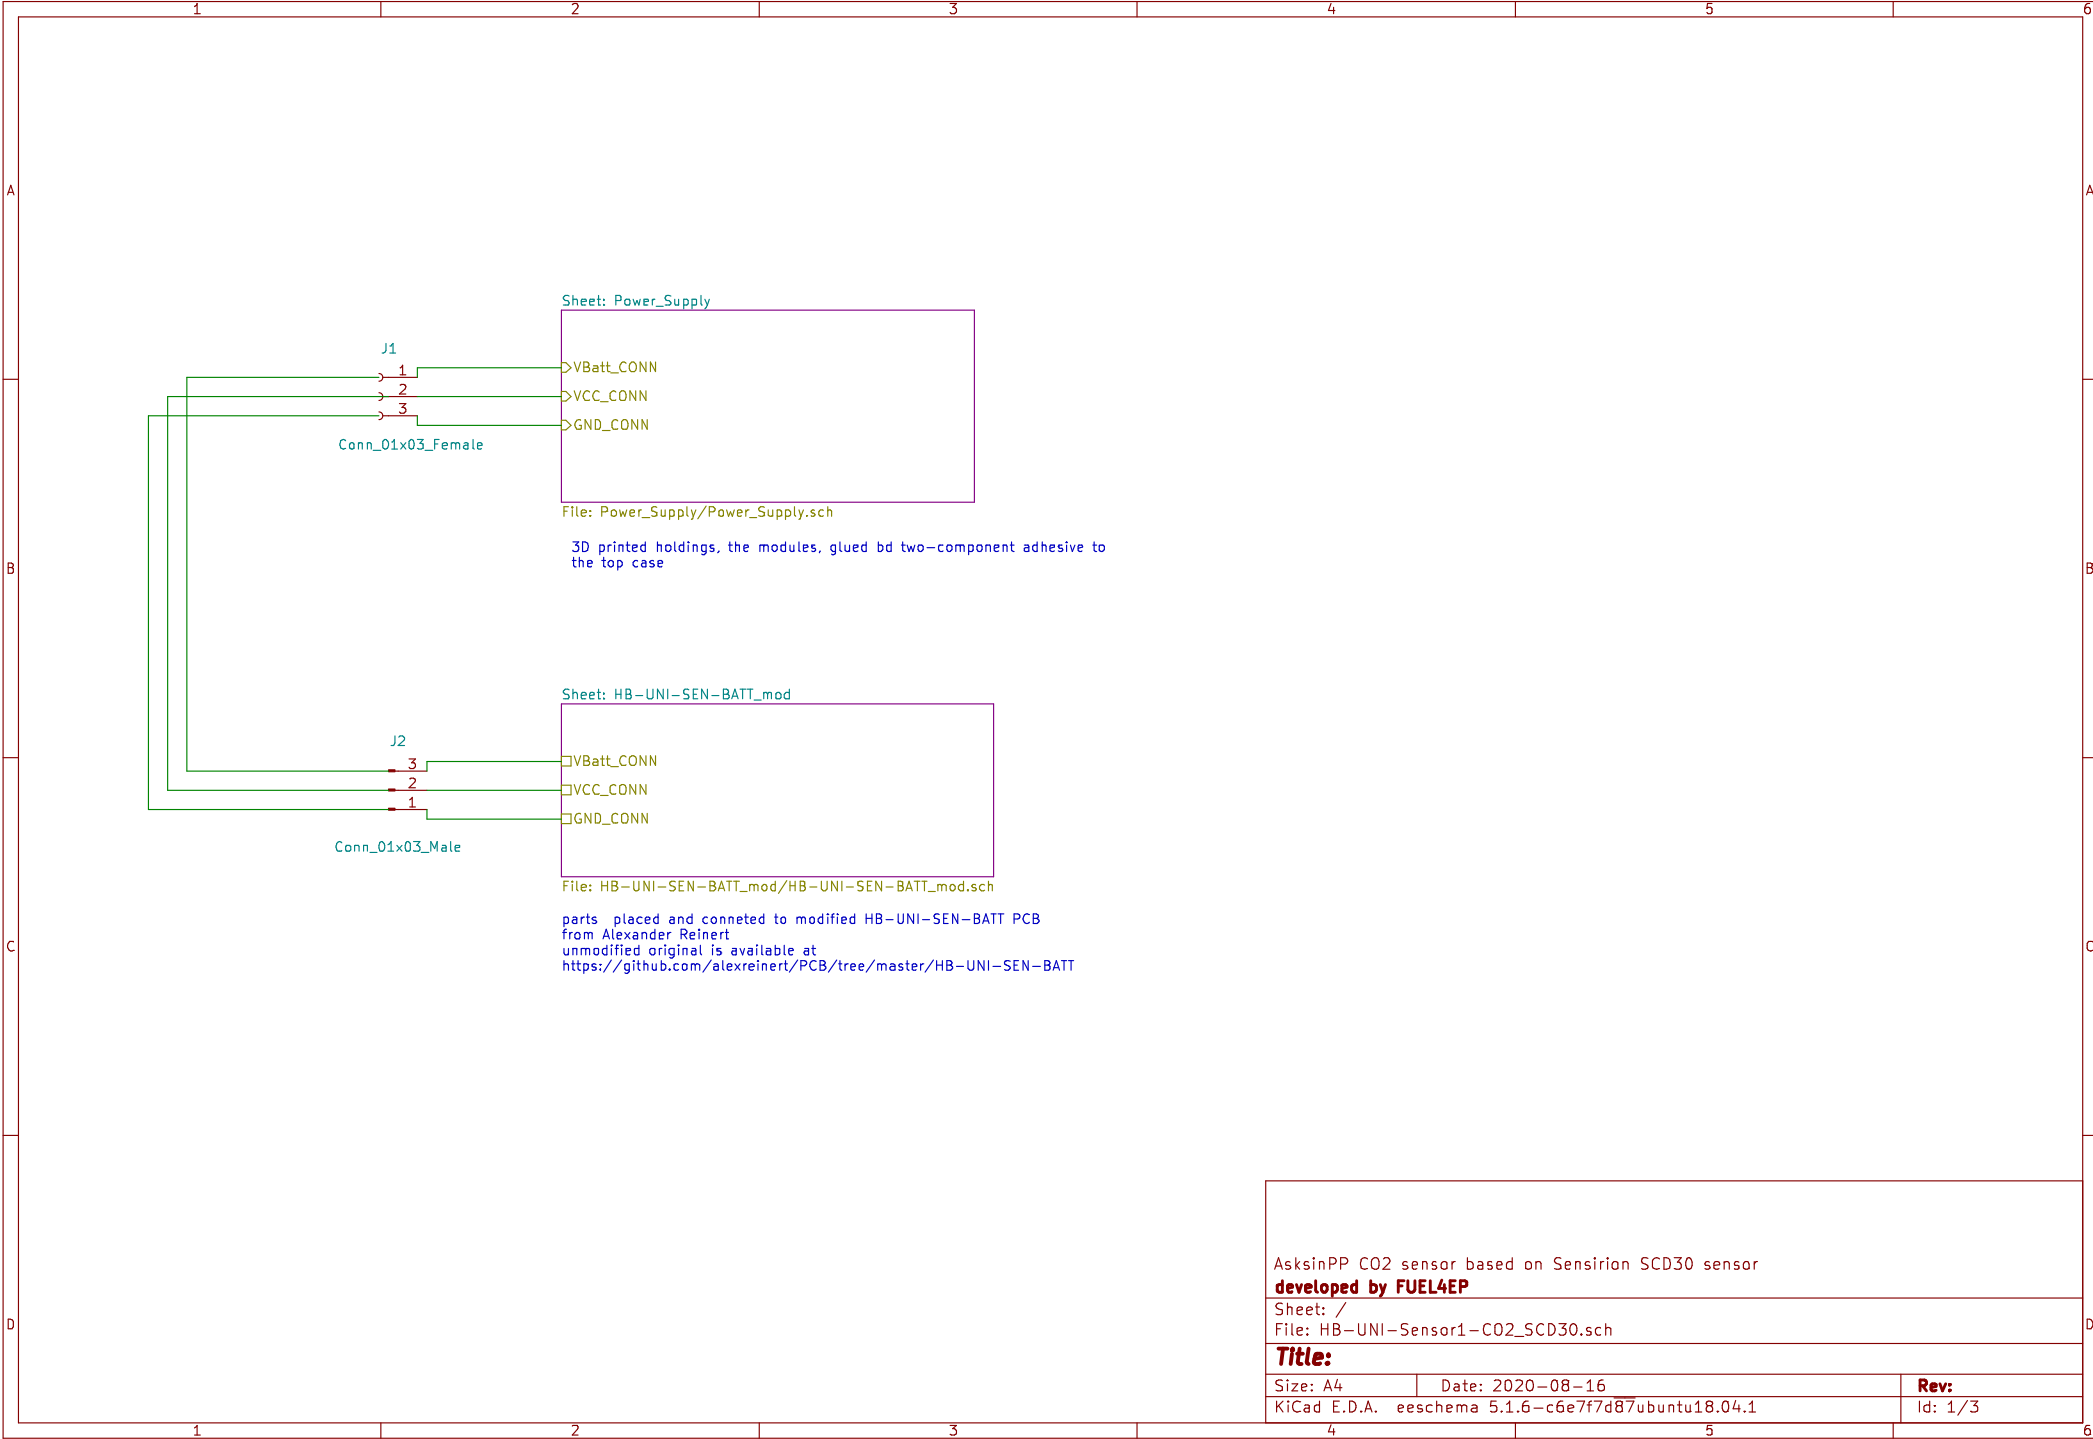 1 2 3 4 5 6
A A
Sheet: Power_Supply
J1
1
VBatt_CONN
2
VCC_CONN
3
GND_CONN
Conn_01x03_Female
File: Power_Supply/Power_Supply.sch
3D printed holdings, the modules, glued bd two-component adhesive to
the top case
B B
Sheet: HB-UNI-SEN-BATT_mod
J2
3
VBatt_CONN
2
VCC_CONN
1
GND_CONN
Conn_01x03_Male
File: HB-UNI-SEN-BATT_mod/HB-UNI-SEN-BATT_mod.sch
parts  placed and conneted to modified HB-UNI-SEN-BATT PCB
from Alexander Reinert
unmodified original is available at
https://github.com/alexreinert/PCB/tree/master/HB-UNI-SEN-BATT
C C
AsksinPP CO2 sensor based on Sensirion SCD30 sensor
developed by FUEL4EP
Sheet: /
File: HB-UNI-Sensor1-CO2_SCD30.sch
D D
Title:
Size: A4 Date: 2020-08-16 Rev:
KiCad E.D.A.  eeschema 5.1.6-c6e7f7d87ubuntu18.04.1 Id: 1/3
1 2 3 4 5 6